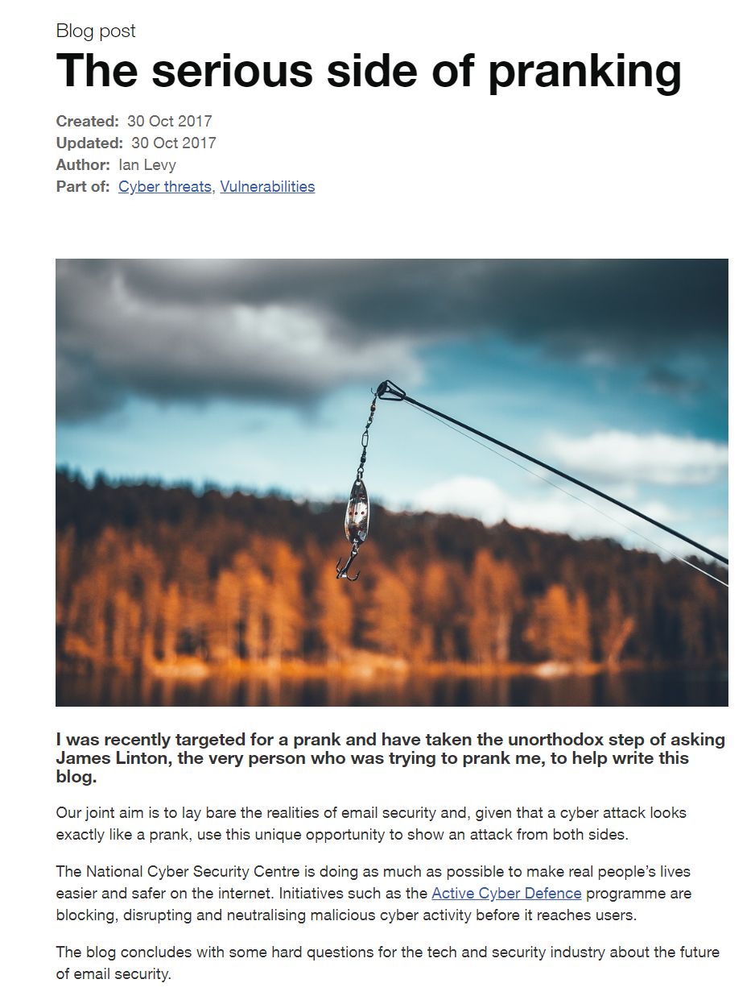 Blog post
The serious side of pranking
Created: 30 Oct 2017
Updated: 30 Oct 2017
Author: Ian Levy
Part of: Cyber threats, Vulnerabilities
I was recently targeted for a prank and have taken the unorthodox step of asking
James Linton, the very person who was trying to prank me, to help write this
blog.
Our joint aim is to lay bare the realities of email security and, given that a cyber attack looks
exactly like a prank, use this unique opportunity to show an attack from both sides.
The National Cyber Security Centre is doing as much as possible to make real people’s lives
easier and safer on the internet. Initiatives such as the Active Cyber Defence programme are
blocking, disrupting and neutralising malicious cyber activity before it reaches users.
The blog concludes with some hard questions for the tech and security industry about the future
of email security.